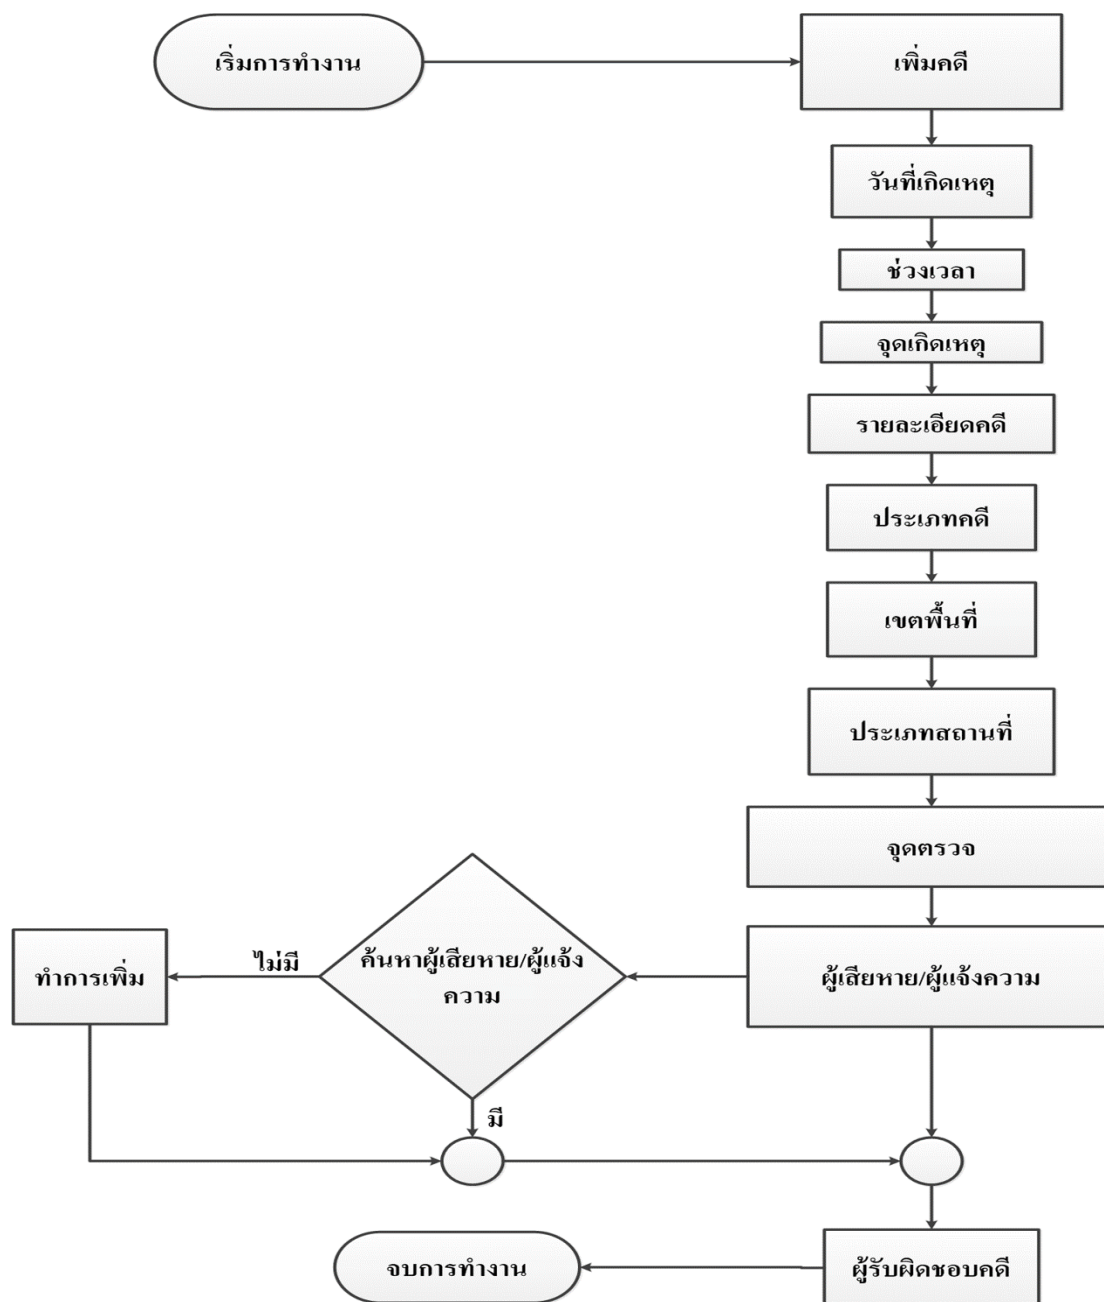 เริ่มการทำงาน
เพิ่มคดี
วันที่เกิดเหตุ
ช่วงเวลา
จุดเกิดเหตุ
รายละเอียดคดี
ประเภทคดี
เขตพื้นที่
ประเภทสถานที่
จุดตรวจ
ผู้เสียหาย/ผู้แจ้งความ
ค้นหาผู้เสียหาย/ผู้แจ้ง
ความ
ไม่มี
ทำการเพิ่ม
มี
ผู้รับผิดชอบคดี
จบการทำงาน